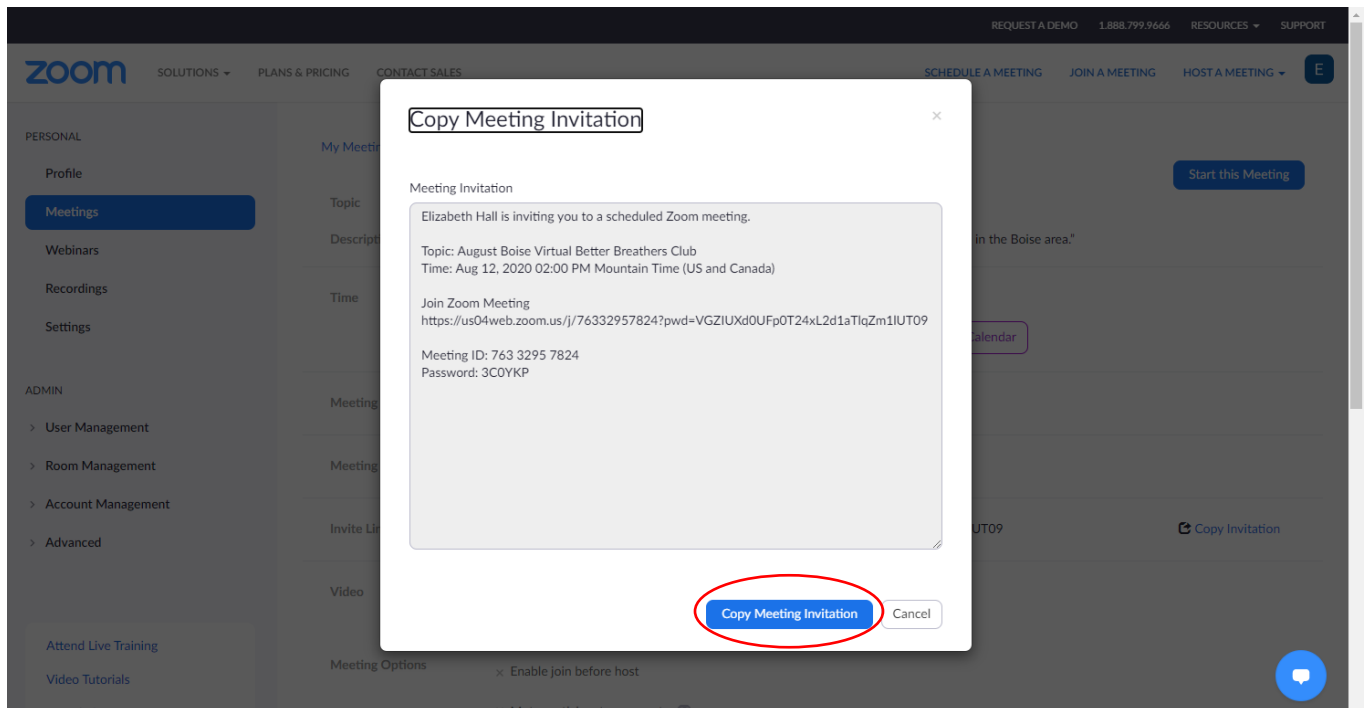 REQUEST A DEMO 1.888.799.9666 RESOURCES SUPPORT
zoom SOLUTIONS PLANS & PRICING CONTACT SALES SCHEDULE A MEETING JOIN A MEETING HOST A MEETING E
PERSONAL
Profile
Meetings
Webinars
Recordings
Settings
ADMIN
User Management
Room Management
Account Management
Advanced
Attend Live Training
Video Tutorials
My
Start this Meeting
Topic
in the Boise area."
Time
Calendar
Meeting
Meeting
Invite
UT09 Copy Invitation
Video
Meeting Options
× Enable join before host
Copy Meeting Invitation ×
Meeting Invitation
Elizabeth Hall is inviting you to a scheduled Zoom meeting.
Topic: August Boise Virtual Better Breathers Club
Time: Aug 12, 2020 02:00 PM Mountain Time (US and Canada)
Join Zoom Meeting
https://us04web.zoom.us/j/76332957824?pwd=VGZIUXd0UFp0T24xL2d1aTlqZm1lUT09
Meeting ID: 763 3295 7824
Password: 3C0YKP
Copy Meeting Invitation Cancel